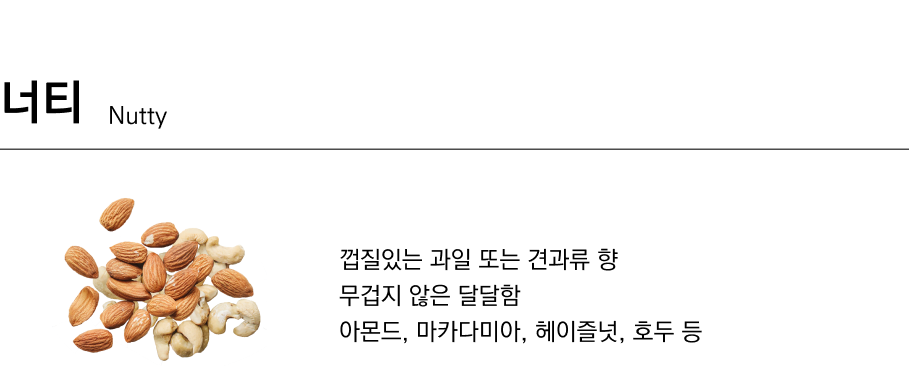 너티 Nutty
껍질있는 과일 또는 견과류 향
무겁지 않은 달달함
아몬드, 마카다미아, 헤이즐넛, 호두 등